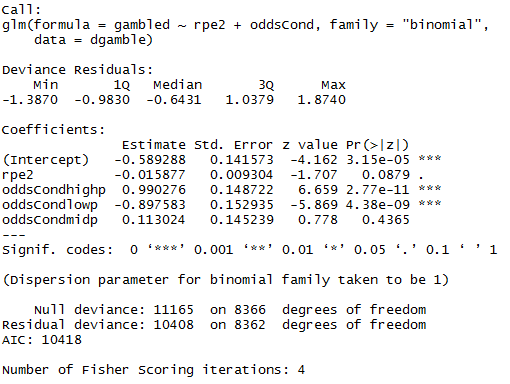 Call:
glm(formula = gambled ~ rpe2 + oddsCond, family = "binomial",
    data = dgamble)

Deviance Residuals:
    Min       1Q   Median       3Q      Max
-1.3870  -0.9830  -0.6431   1.0379   1.8740

Coefficients:
               Estimate Std. Error z value Pr(>|z|)
(Intercept)   -0.589288   0.141573  -4.162 3.15e-05 ***
rpe2          -0.015877   0.009304  -1.707   0.0879 .
oddsCondhighp  0.990276   0.148722   6.659 2.77e-11 ***
oddsCondlowp  -0.897583   0.152935  -5.869 4.38e-09 ***
oddsCondmidp   0.113024   0.145239   0.778   0.4365
---
Signif. codes:  0 ‘***’ 0.001 ‘**’ 0.01 ‘*’ 0.05 ‘.’ 0.1 ‘ ’ 1

(Dispersion parameter for binomial family taken to be 1)

    Null deviance: 11165  on 8366  degrees of freedom
Residual deviance: 10408  on 8362  degrees of freedom
AIC: 10418

Number of Fisher Scoring iterations: 4